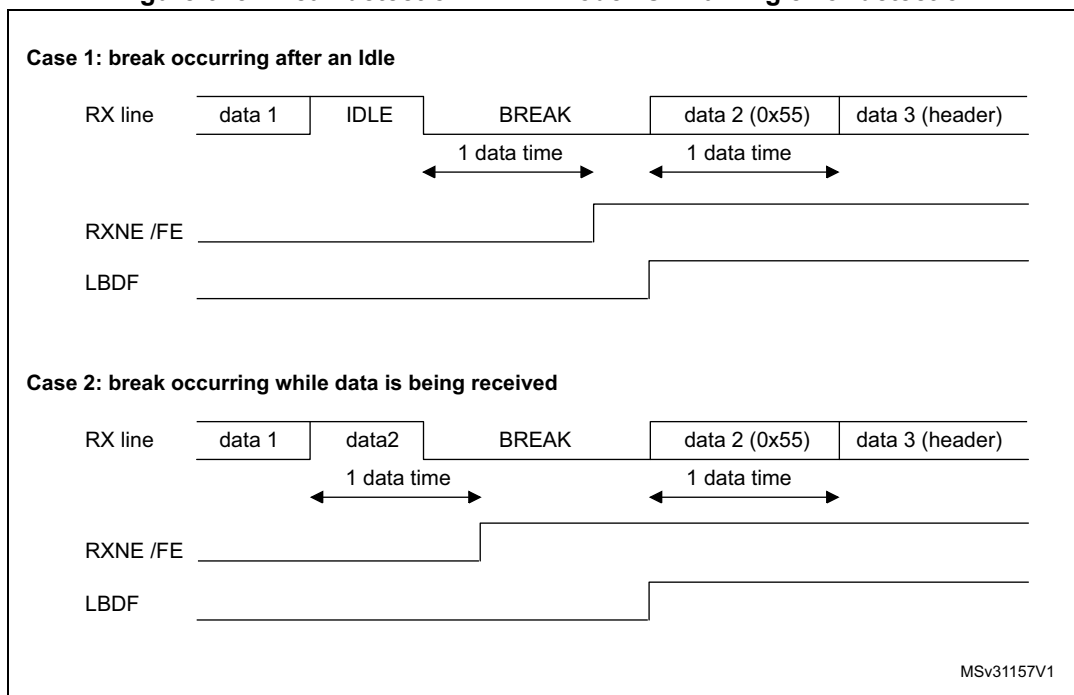 Case 1: break occurring after an Idle
RX line data 1 IDLE BREAK data 2 (0x55) data 3 (header)
1 data time 1 data time
RXNE /FE
LBDF
Case 2: break occurring while data is being received
RX line data 1 data2 BREAK data 2 (0x55) data 3 (header)
1 data time 1 data time
RXNE /FE
LBDF
MSv31157V1